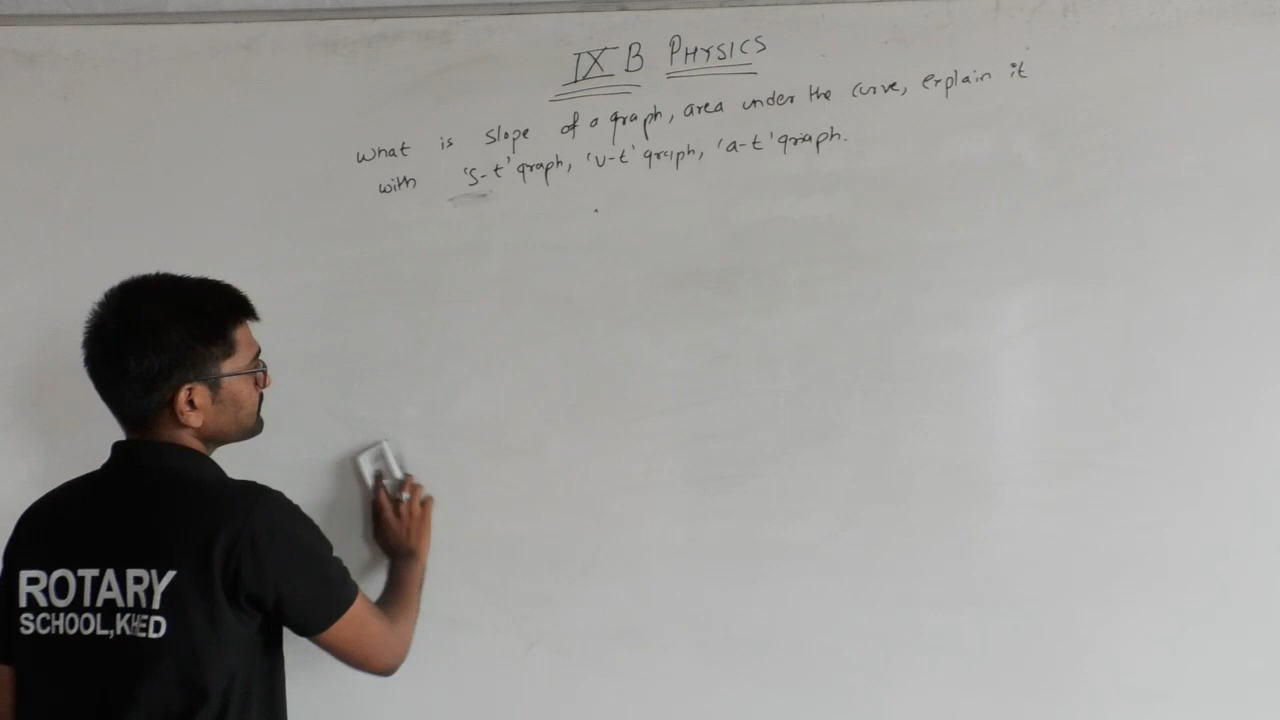 IX B PHYSICS
What is slope of a graph, area under the curve, explain it
with 's-t' graph, 'v-t' graph, 'a-t' graph.
ROTARY
SCHOOL,KHED